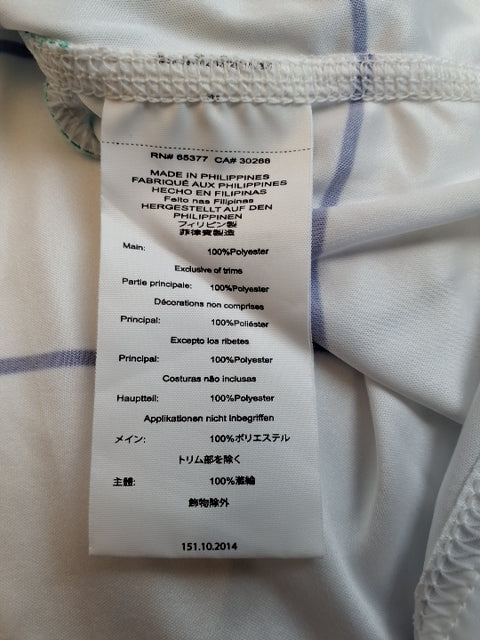 RN# 65377 CA# 30288
MADE IN PHILIPPINES
FABRIQUÉ AUX PHILIPPINES
HECHO EN FILIPINAS
Feito nas Filipinas
HERGESTELLT AUF DEN
PHILIPPINEN
フィリピン製
菲律賓製造
Main: 100%Polyester
Exclusive of trims
Partie principale: 100%Polyester
Décorations non comprises
Principal: 100%Poliéster
Excepto los ribetes
Principal: 100%Polyester
Costuras não inclusas
Hauptteil: 100%Polyester
Applikationen nicht Inbegriffen
メイン: 100%ポリエステル
トリム部を除く
主體: 100%滌綸
飾物除外
151.10.2014